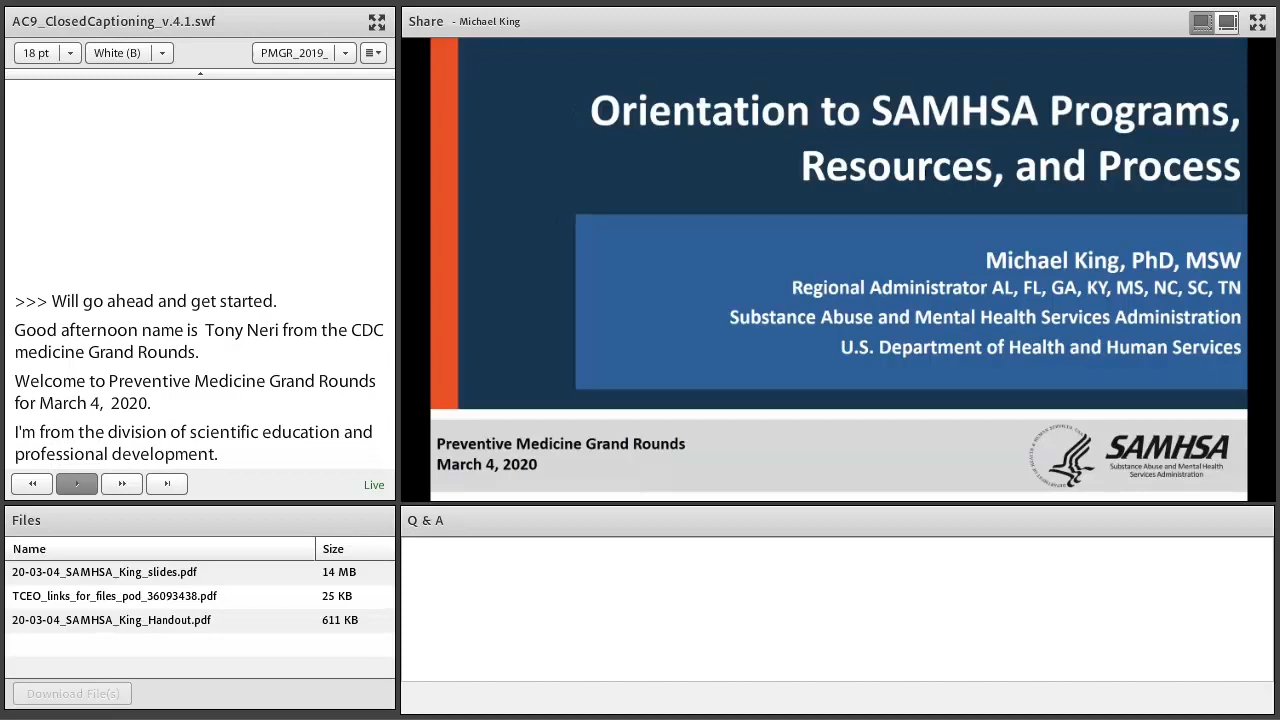 AC9_ClosedCaptioning_v.4.1.swf
18 pt
White (B)
PMGR_2019_
>>> Will go ahead and get started.
Good afternoon name is  Tony Neri from the CDC
medicine Grand Rounds.
Welcome to Preventive Medicine Grand Rounds
for March 4,  2020.
I'm from the division of scientific education and
professional development.
Live
Share - Michael King
Orientation to SAMHSA Programs,
Resources, and Process
Michael King, PhD, MSW
Regional Administrator AL, FL, GA, KY, MS, NC, SC, TN
Substance Abuse and Mental Health Services Administration
U.S. Department of Health and Human Services
Preventive Medicine Grand Rounds
March 4, 2020
SAMHSA
Substance Abuse and Mental Health
Services Administration
Files
Name Size
20-03-04_SAMHSA_King_slides.pdf 14 MB
TCEO_links_for_files_pod_36093438.pdf 25 KB
20-03-04_SAMHSA_King_Handout.pdf 611 KB
Download File(s)
Q & A